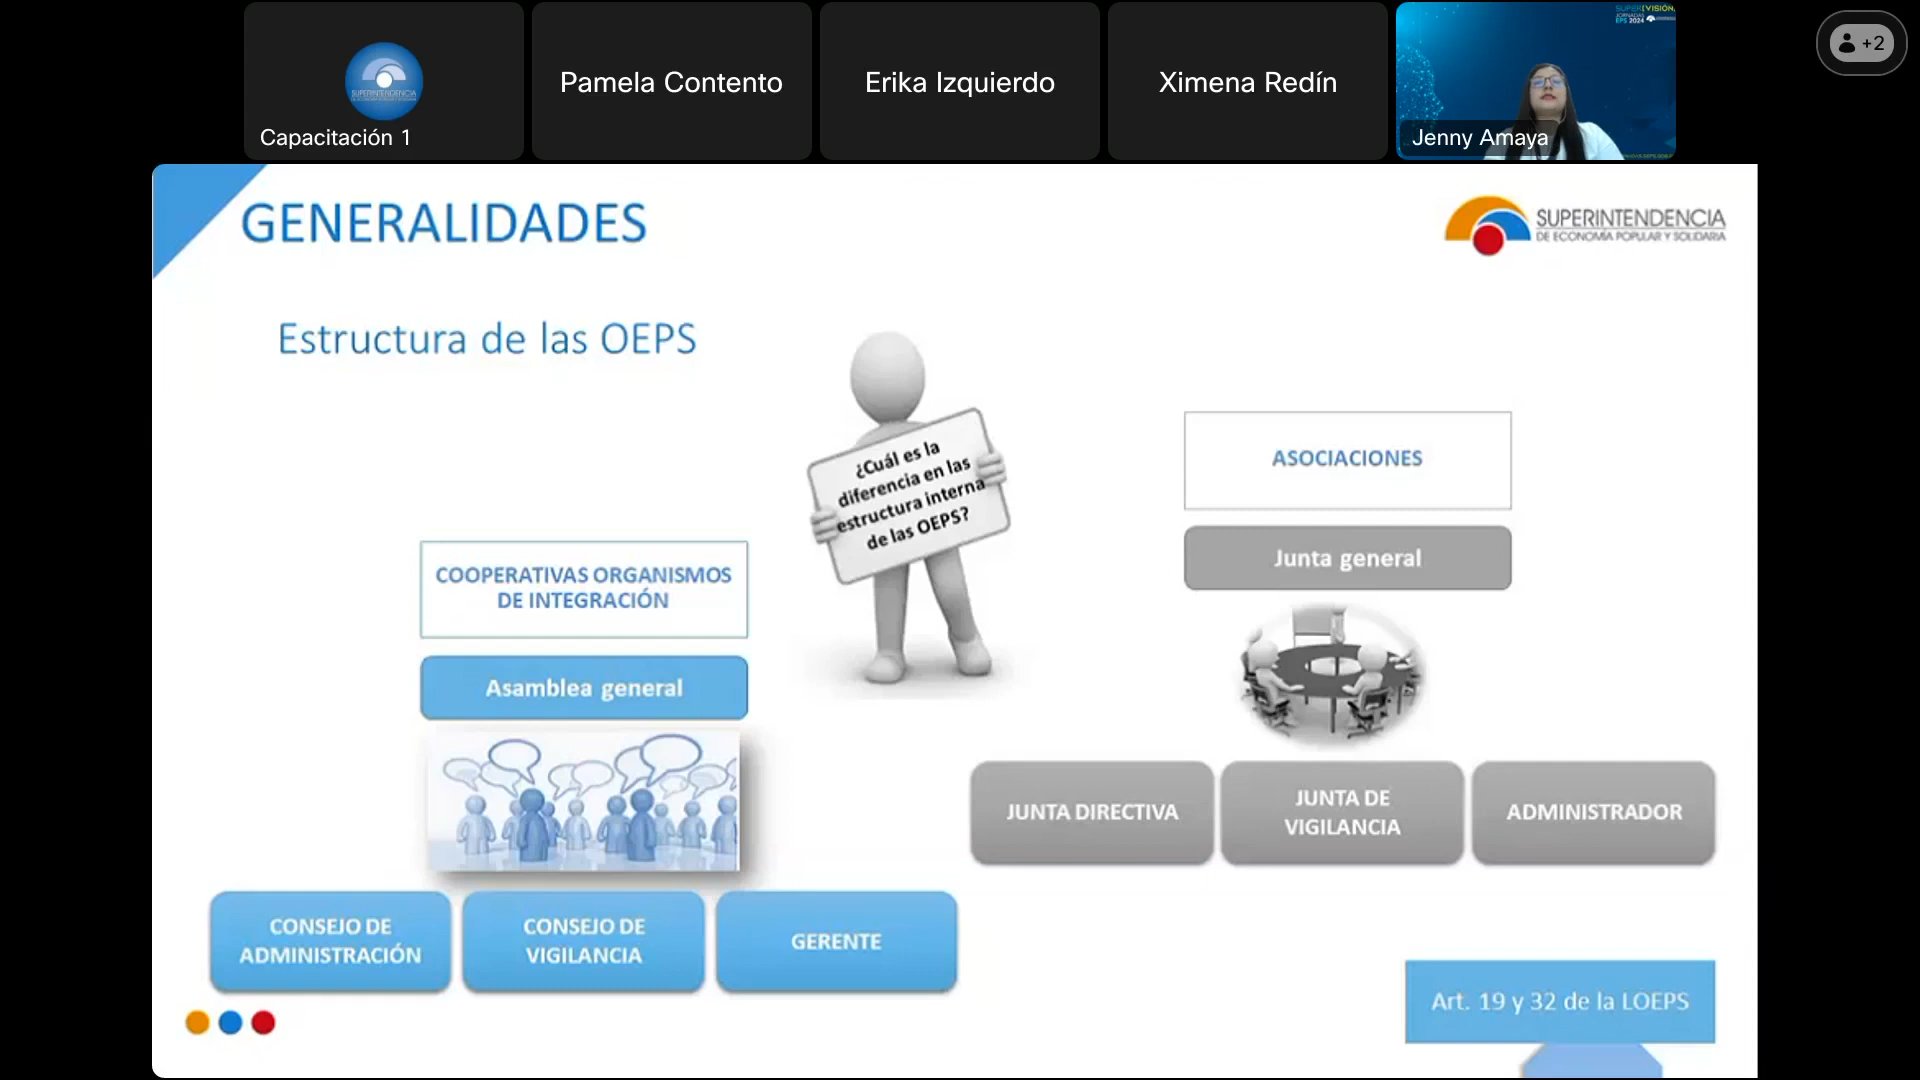 Capacitación 1
Pamela Contento
Erika Izquierdo
Ximena Redín
Jenny Amaya
+2
GENERALIDADES
SUPERINTENDENCIA
DE ECONOMÍA POPULAR Y SOLIDARIA
Estructura de las OEPS
¿Cuál es la
diferencia en las
estructura interna
de las OEPS?
COOPERATIVAS ORGANISMOS
DE INTEGRACIÓN
Asamblea general
CONSEJO DE
ADMINISTRACIÓN
CONSEJO DE
VIGILANCIA
GERENTE
ASOCIACIONES
Junta general
JUNTA DIRECTIVA
JUNTA DE
VIGILANCIA
ADMINISTRADOR
Art. 19 y 32 de la LOEPS